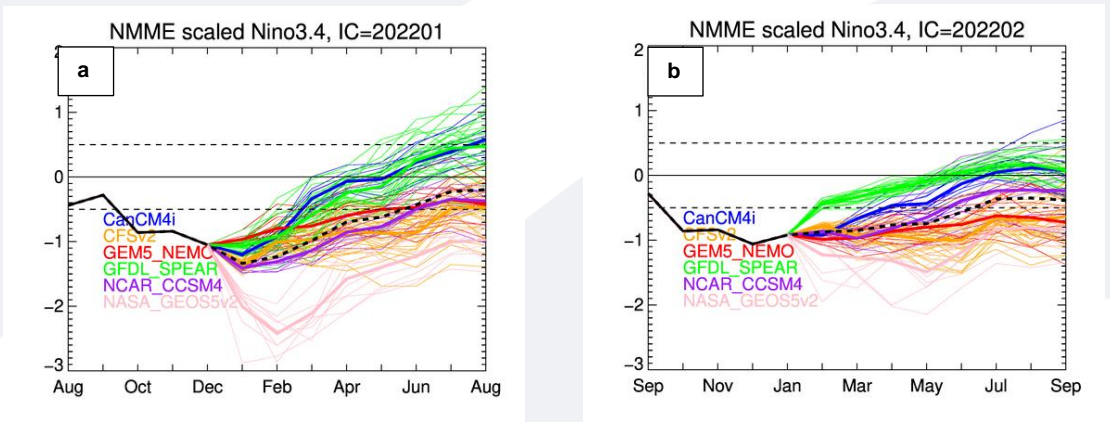 NMME scaled Nino3.4, IC=202201
a
2
1
0
−1
−2
−3
CanCM4i
CFSv2
GEM5_NEMO
GFDL_SPEAR
NCAR_CCSM4
NASA_GEOS5v2
Aug Oct Dec Feb Apr Jun Aug
NMME scaled Nino3.4, IC=202202
b
2
1
0
−1
−2
−3
CanCM4i
CFSv2
GEM5_NEMO
GFDL_SPEAR
NCAR_CCSM4
NASA_GEOS5v2
Sep Nov Jan Mar May Jul Sep